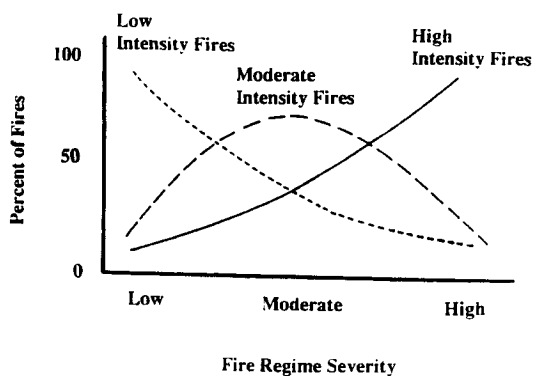 Low
Intensity Fires
High
Intensity Fires
Moderate
Intensity Fires
100
50
0
Percent of Fires
Low
Moderate
High
Fire Regime Severity